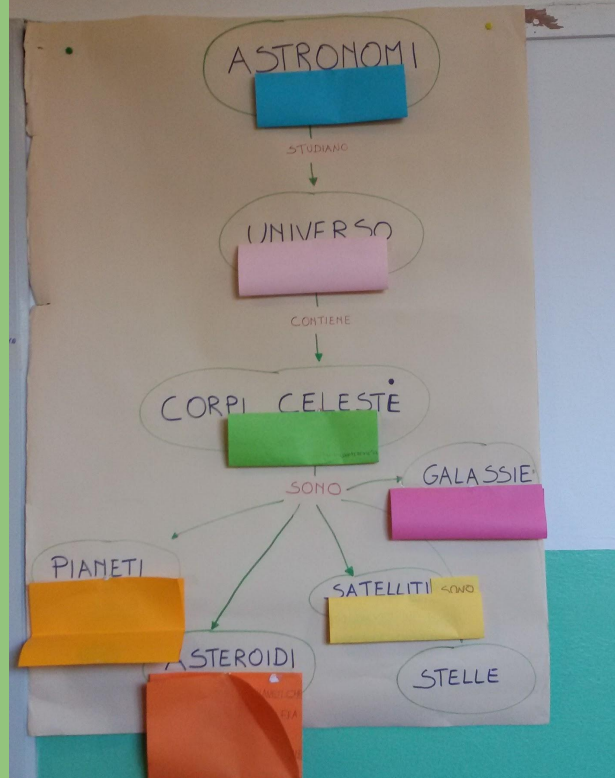 ASTRONOMI
STUDIANO
UNIVERSO
CONTIENE
CORPI CELESTE
SONO
GALASSIE
PIANETI
SATELLITI SONO
ASTEROIDI
STELLE